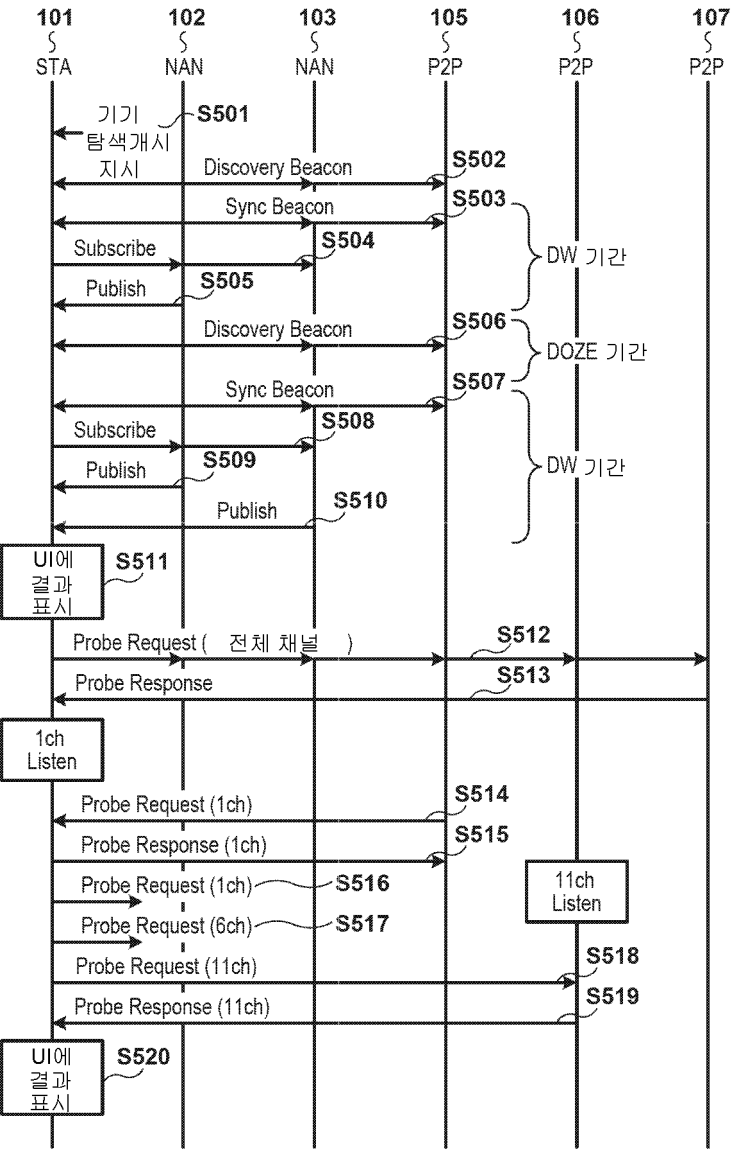 101 102 103 105 106 107
STA NAN NAN P2P P2P P2P
기기 S501
탐색개시
지시
Discovery Beacon S502
Sync Beacon S503
Subscribe S504
DW 기간
Publish S505
Discovery Beacon S506
DOZE 기간
Sync Beacon S507
Subscribe S508
Publish S509
DW 기간
Publish S510
UI에 S511
결과
표시
Probe Request ( 전체 채널 ) S512
Probe Response S513
1ch
Listen
Probe Request (1ch) S514
Probe Response (1ch) S515
Probe Request (1ch) S516
11ch
Listen
Probe Request (6ch) S517
Probe Request (11ch) S518
Probe Response (11ch) S519
UI에 S520
결과
표시